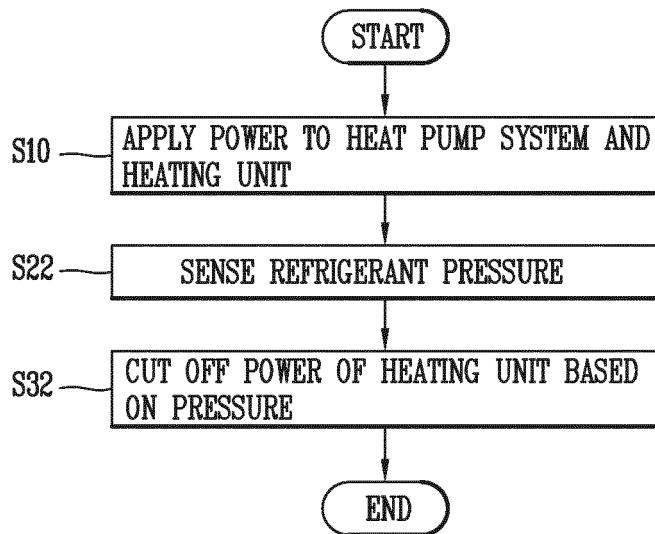 START
S10
APPLY POWER TO HEAT PUMP SYSTEM AND
HEATING UNIT
S22
SENSE REFRIGERANT PRESSURE
S32
CUT OFF POWER OF HEATING UNIT BASED
ON PRESSURE
END